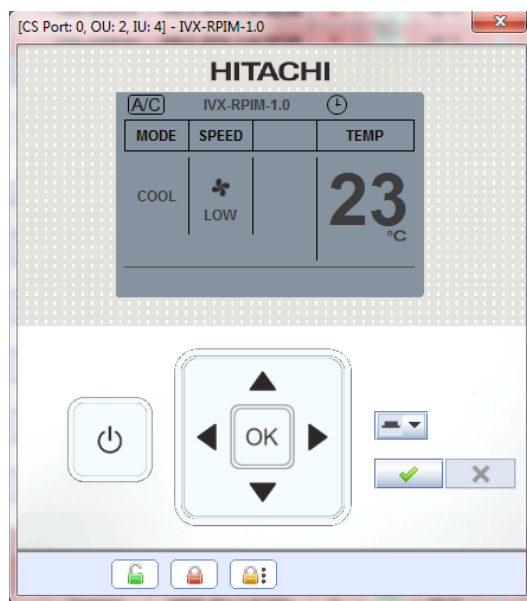 [CS Port: 0, OU: 2, IU: 4] - IVX-RPIM-1.0
HITACHI
A/C IVX-RPIM-1.0
MODE SPEED TEMP
COOL LOW 23 °C
OK